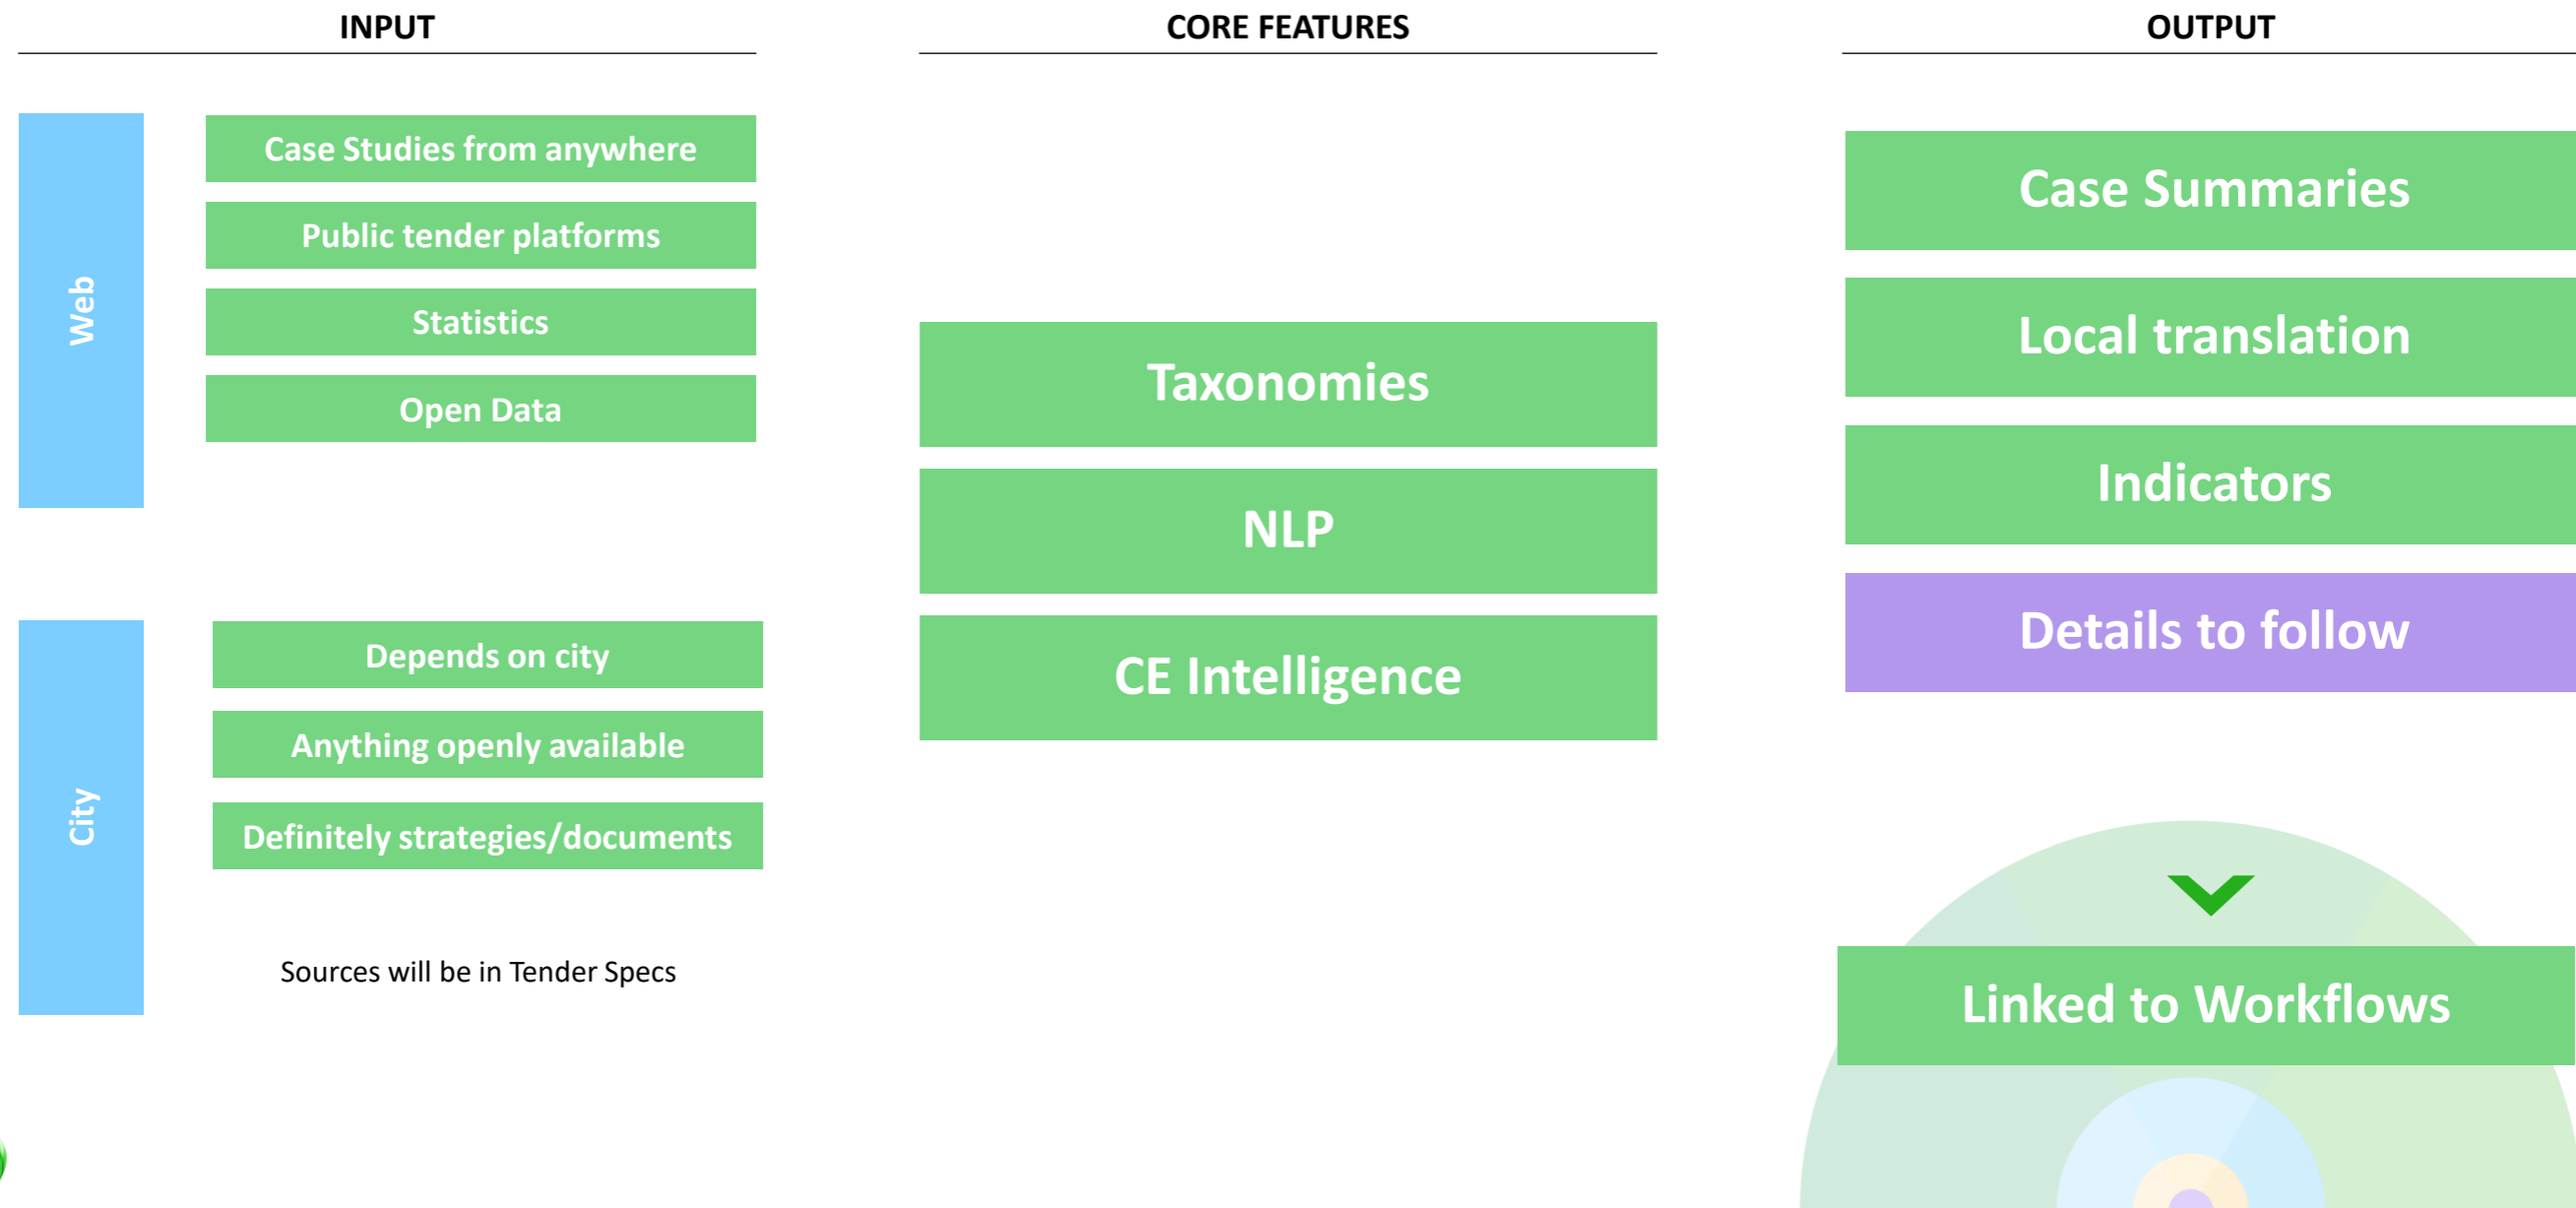 INPUT
Web
Case Studies from anywhere
Public tender platforms
Statistics
Open Data
City
Depends on city
Anything openly available
Definitely strategies/documents
Sources will be in Tender Specs
CORE FEATURES
Taxonomies
NLP
CE Intelligence
OUTPUT
Case Summaries
Local translation
Indicators
Details to follow
Linked to Workflows